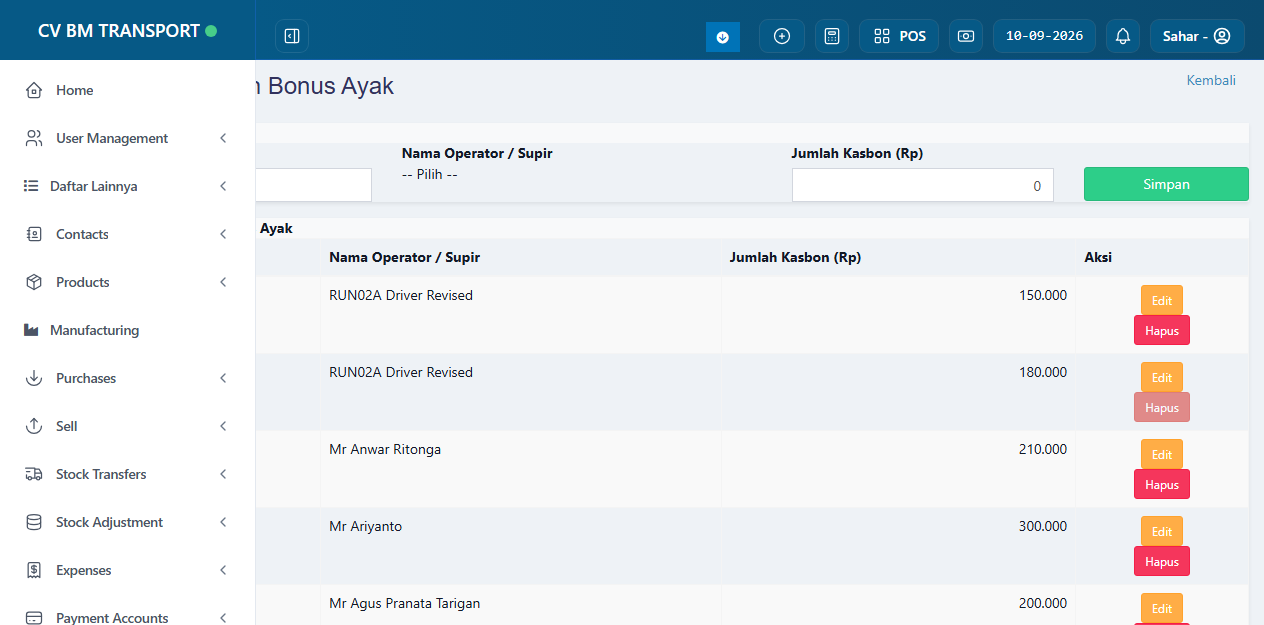 CV BM TRANSPORT
POS
10-09-2026
Sahar -
Home
User Management
Daftar Lainnya
Contacts
Products
Manufacturing
Purchases
Sell
Stock Transfers
Stock Adjustment
Expenses
Payment Accounts
Bonus Ayak
Kembali
Nama Operator / Supir
-- Pilih --
Jumlah Kasbon (Rp)
0
Simpan
Ayak
Nama Operator / Supir
Jumlah Kasbon (Rp)
Aksi
RUN02A Driver Revised
150.000
Edit
Hapus
RUN02A Driver Revised
180.000
Edit
Hapus
Mr Anwar Ritonga
210.000
Edit
Hapus
Mr Ariyanto
300.000
Edit
Hapus
Mr Agus Pranata Tarigan
200.000
Edit